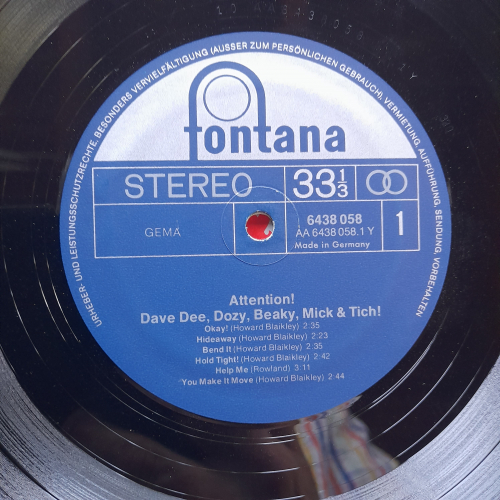 URHEBER- UND LEISTUNGSSCHUTZRECHTE, BESONDERS VERVIELFÄLTIGUNG (AUSSER ZUM PERSÖNLICHEN GEBRAUCH), VERMIETUNG, AUFFÜHRUNG, SENDUNG, VORBEHALTEN
fontana
STEREO 33 1/3
GEMA
6438 058
AA 6438 058.1 Y
Made in Germany
1
Attention!
Dave Dee, Dozy, Beaky, Mick & Tich!
Okay! (Howard Blaikley) 2:35
Hideaway (Howard Blaikley) 2:23
Bend It (Howard Blaikley) 2:35
Hold Tight! (Howard Blaikley) 2:42
Help Me (Rowland) 3:11
You Make It Move (Howard Blaikley) 2:44